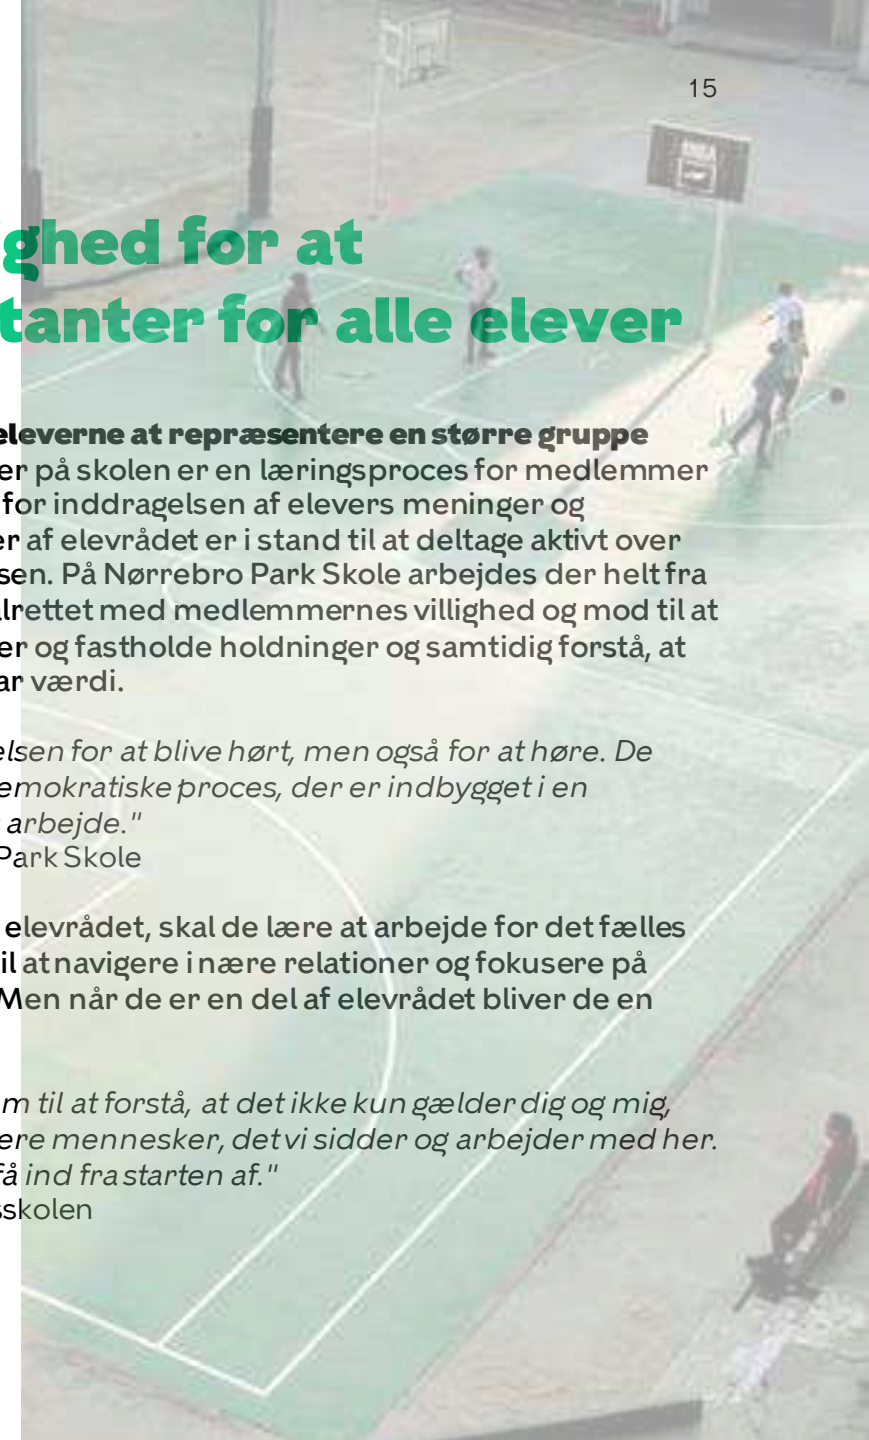 15
ghed for at
tanter for alle elever
eleverne at repræsentere en større gruppe
er på skolen er en læringsproces for medlemmer
for inddragelsen af elevers meninger og
er af elevrådet er i stand til at deltage aktivt over
sen. På Nørrebro Park Skole arbejdes der helt fra
lrettet med medlemmernes villighed og mod til at
er og fastholde holdninger og samtidig forstå, at
ar værdi.
elsen for at blive hørt, men også for at høre. De
emokratiske proces, der er indbygget i en
arbejde."
Park Skole
elevrådet, skal de lære at arbejde for det fælles
il at navigere i nære relationer og fokusere på
Men når de er en del af elevrådet bliver de en
m til at forstå, at det ikke kun gælder dig og mig,
ere mennesker, det vi sidder og arbejder med her.
få ind fra starten af."
sskolen